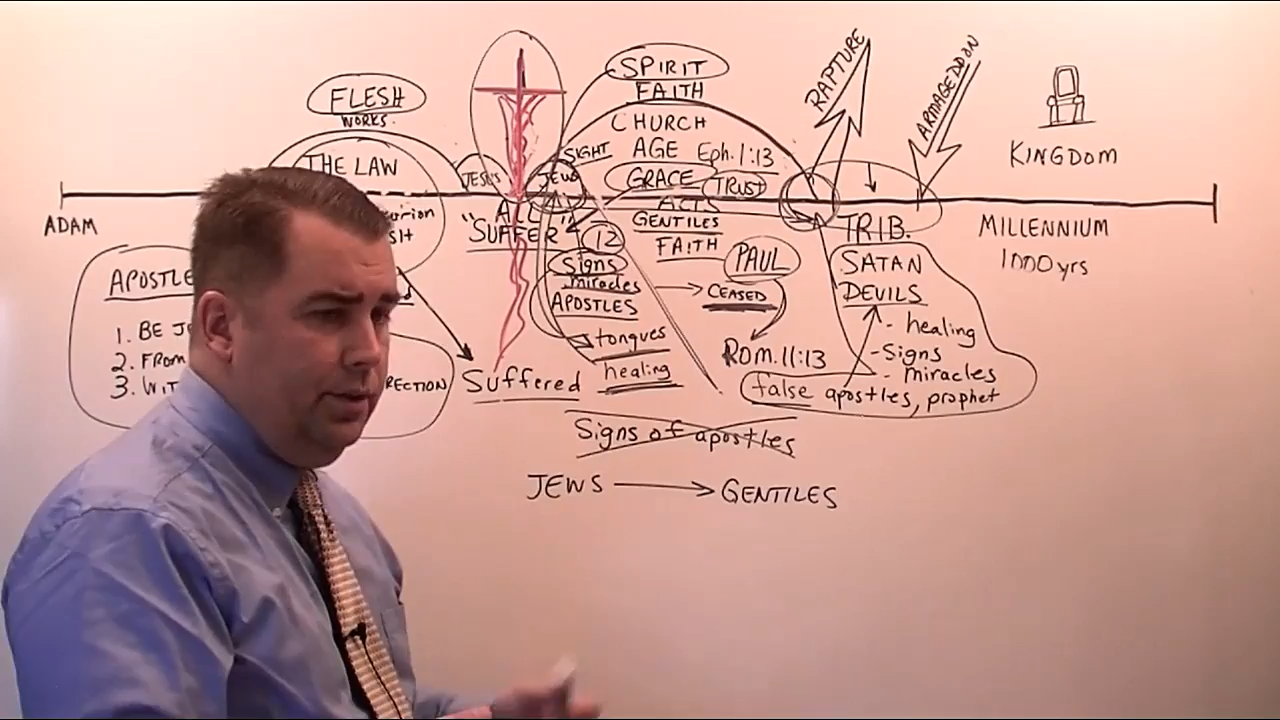 FLESH
WORKS.
THE LAW
ADAM
JESUS
ALL
"SUFFER"
SPIRIT
FAITH
CHURCH
AGE Eph. 1:13
SIGHT
JEWS
GRACE TRUST
ACTS
GENTILES
FAITH
12
Signs
miracles
APOSTLES
tongues
healing
PAUL
CEASED
Rom. 11:13
RAPTURE
ARMAGEDDON
KINGDOM
TRIB.
MILLENNIUM
1000 yrs
SATAN
DEVILS
- healing
- Signs
- miracles
false apostles, prophet
APOSTLE
1. BE
2. FROM
3. WIT
RECTION
Suffered
Signs of apostles
JEWS → GENTILES